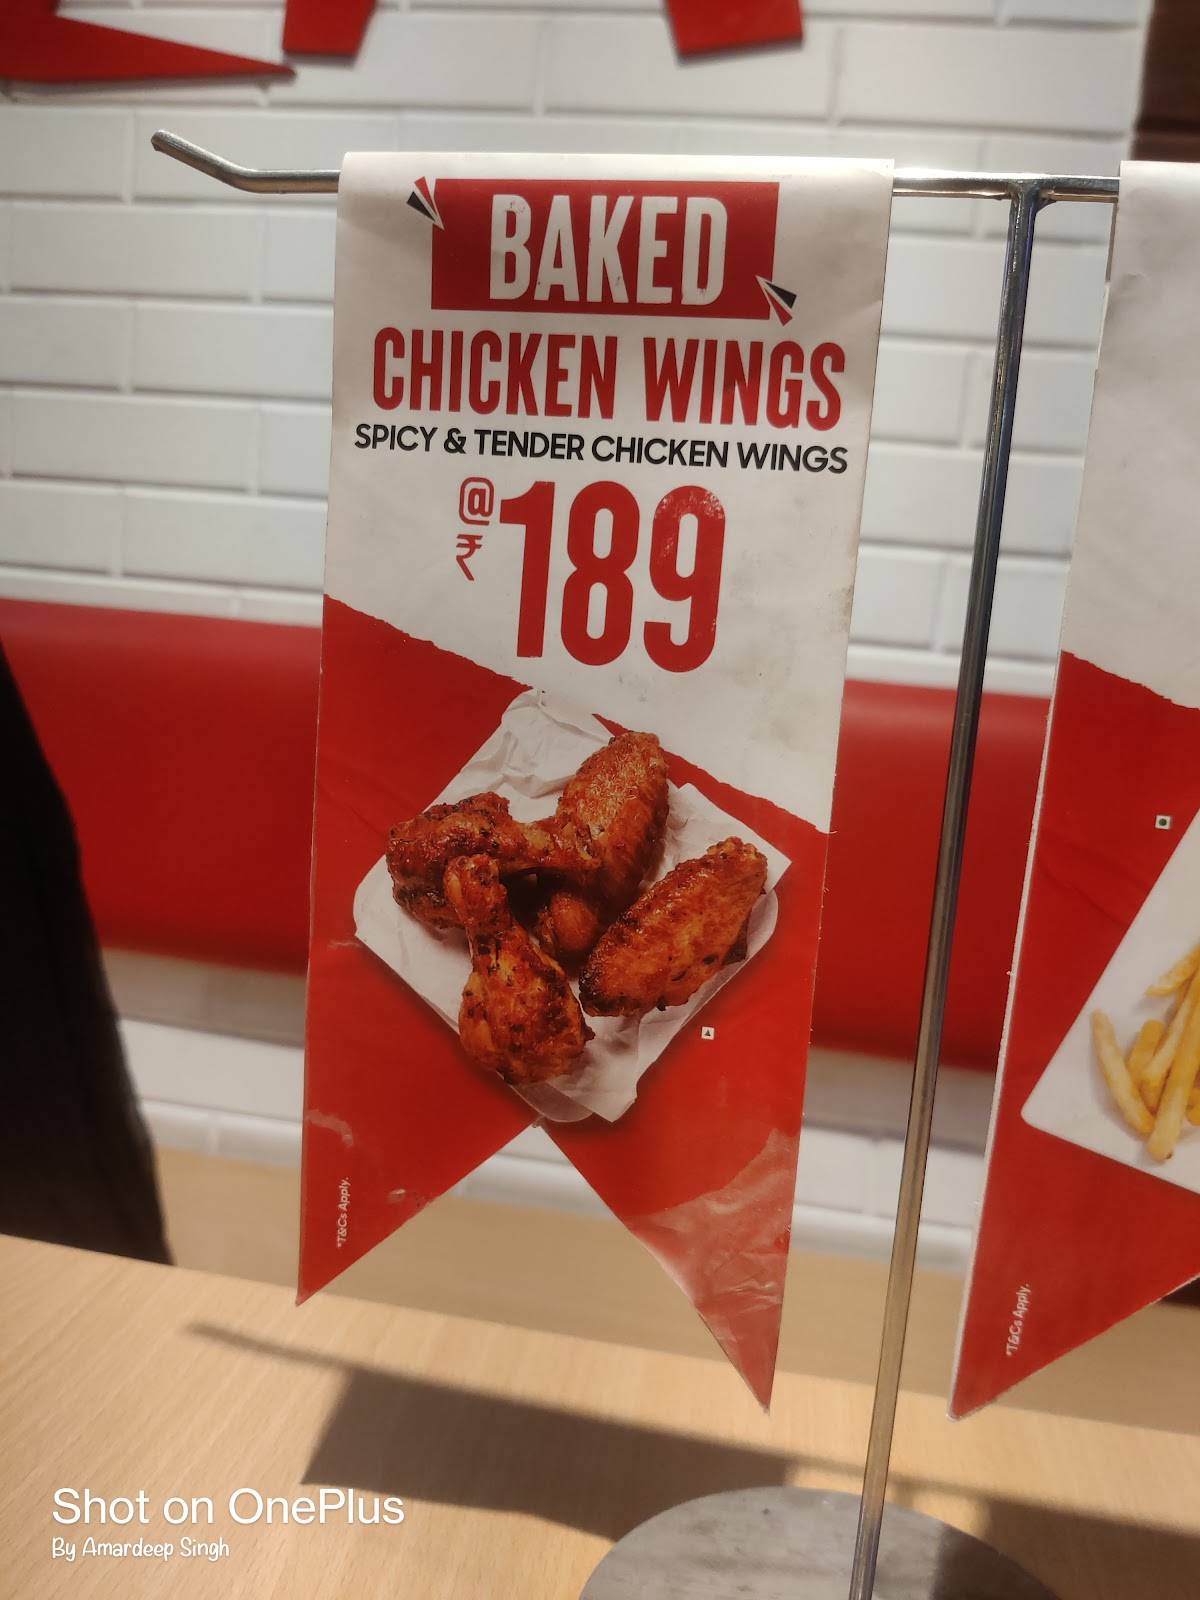 BAKED
CHICKEN WINGS
SPICY & TENDER CHICKEN WINGS
@
₹189
*T&Cs Apply.
*T&Cs Apply.
Shot on OnePlus
By Amardeep Singh